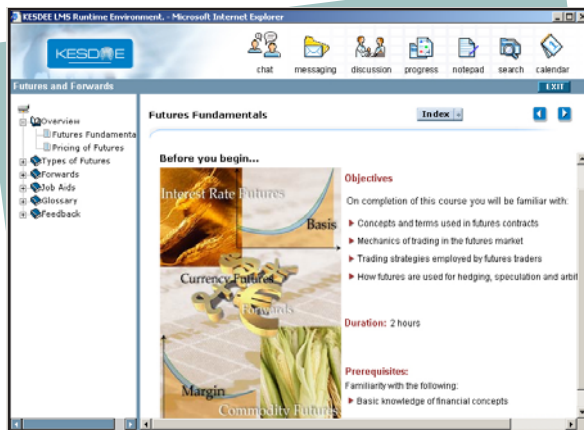 KESDEE LMS Runtime Environment. - Microsoft Internet Explorer
KESDEE
chat messaging discussion progress notepad search calendar
Futures and Forwards
EXIT
Overview
Futures Fundamenta
Pricing of Futures
Types of Futures
Forwards
Job Aids
Glossary
Feedback
Futures Fundamentals
Index
Before you begin...
Interest Rate Futures
Basis
Currency Futures
Forwards
Margin
Commodity Futures
Objectives
On completion of this course you will be familiar with:
Concepts and terms used in futures contracts
Mechanics of trading in the futures market
Trading strategies employed by futures traders
How futures are used for hedging, speculation and arbit
Duration: 2 hours
Prerequisites:
Familiarity with the following:
Basic knowledge of financial concepts